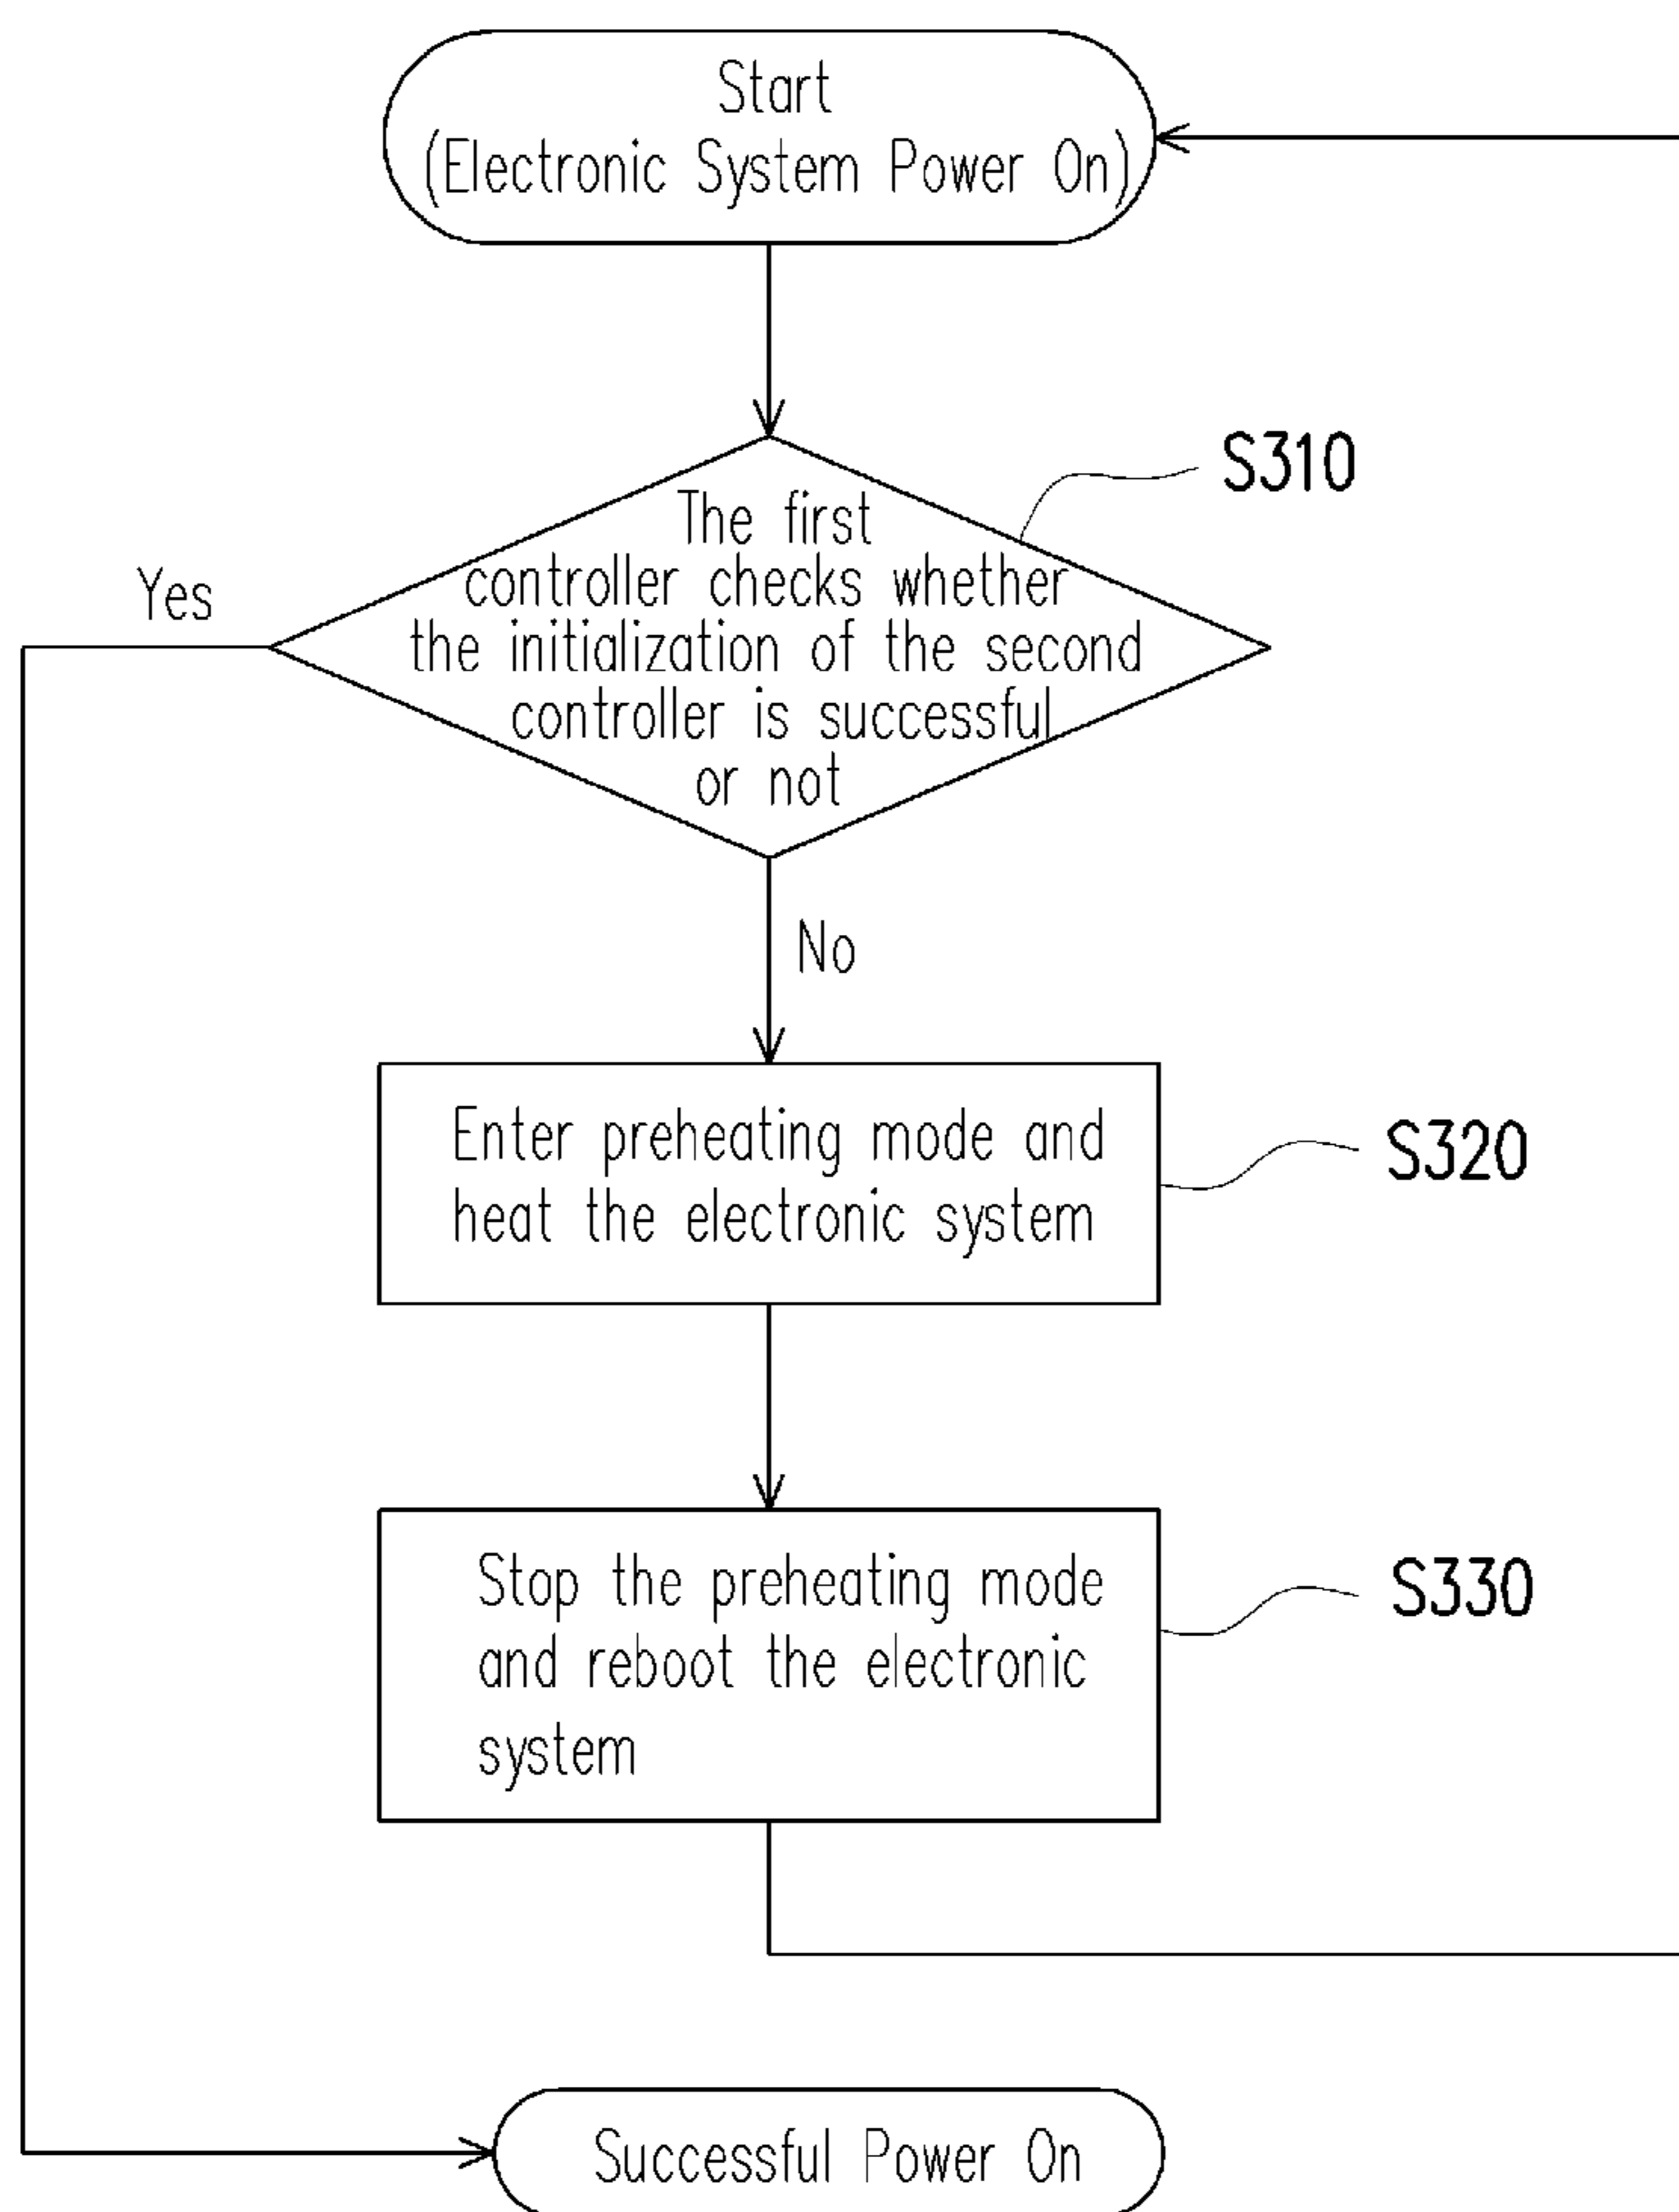 Start
(Electronic System Power On)
S310
The first
controller checks whether
the initialization of the second
controller is successful
or not
Yes
No
Enter preheating mode and
heat the electronic system
S320
Stop the preheating mode
and reboot the electronic
system
S330
Successful Power On